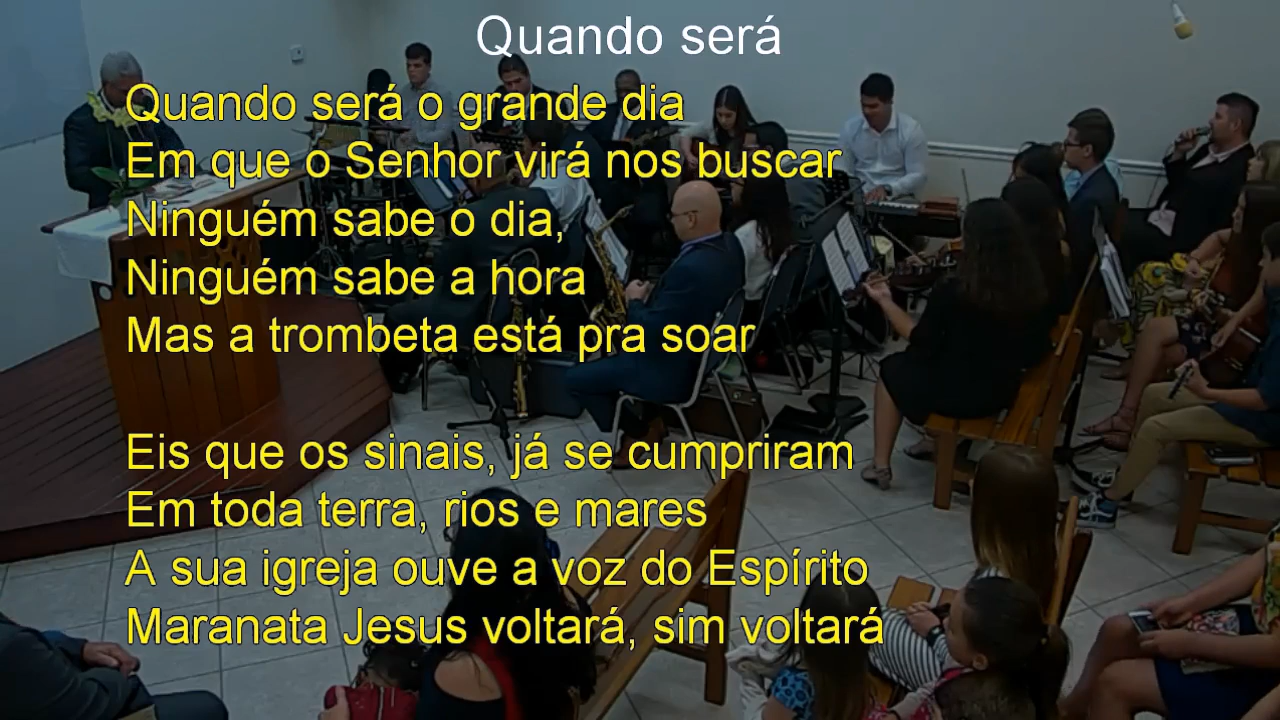 Quando será
Quando será o grande dia
Em que o Senhor virá nos buscar
Ninguém sabe o dia,
Ninguém sabe a hora
Mas a trombeta está pra soar
Eis que os sinais, já se cumpriram
Em toda terra, rios e mares
A sua igreja ouve a voz do Espírito
Maranata Jesus voltará, sim voltará